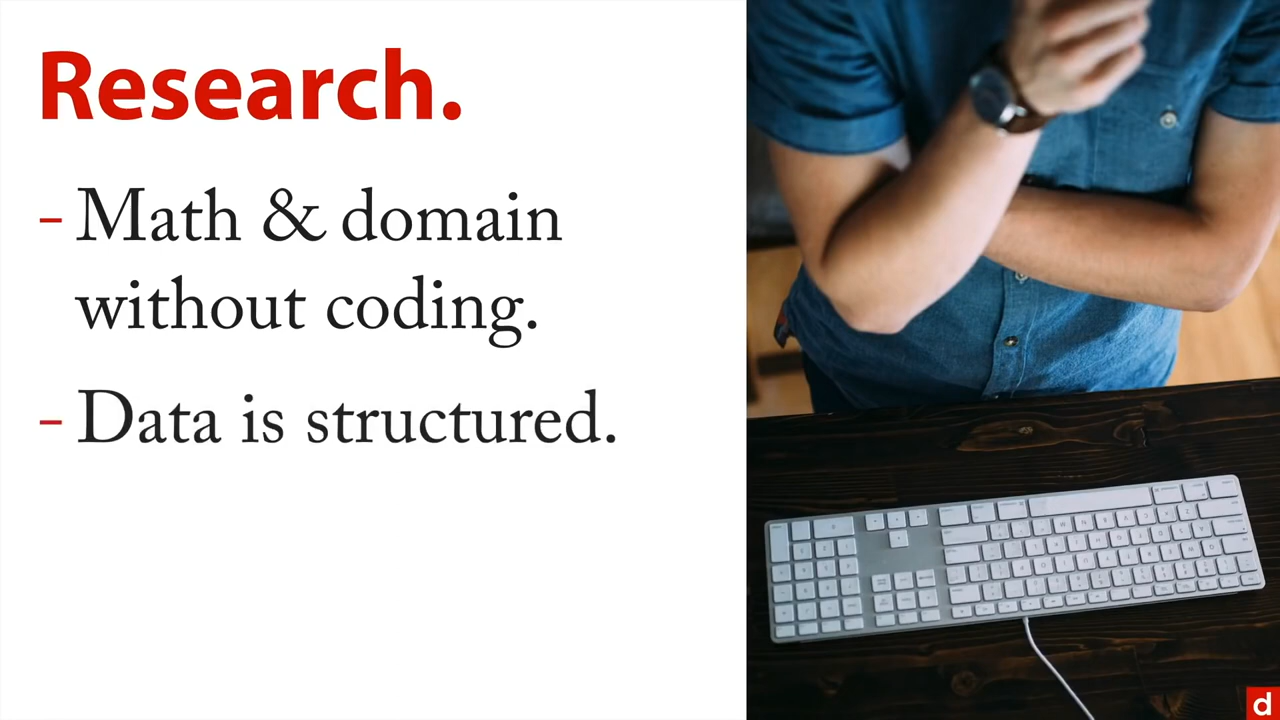 Research.
- Math & domain
without coding.
- Data is structured.
d